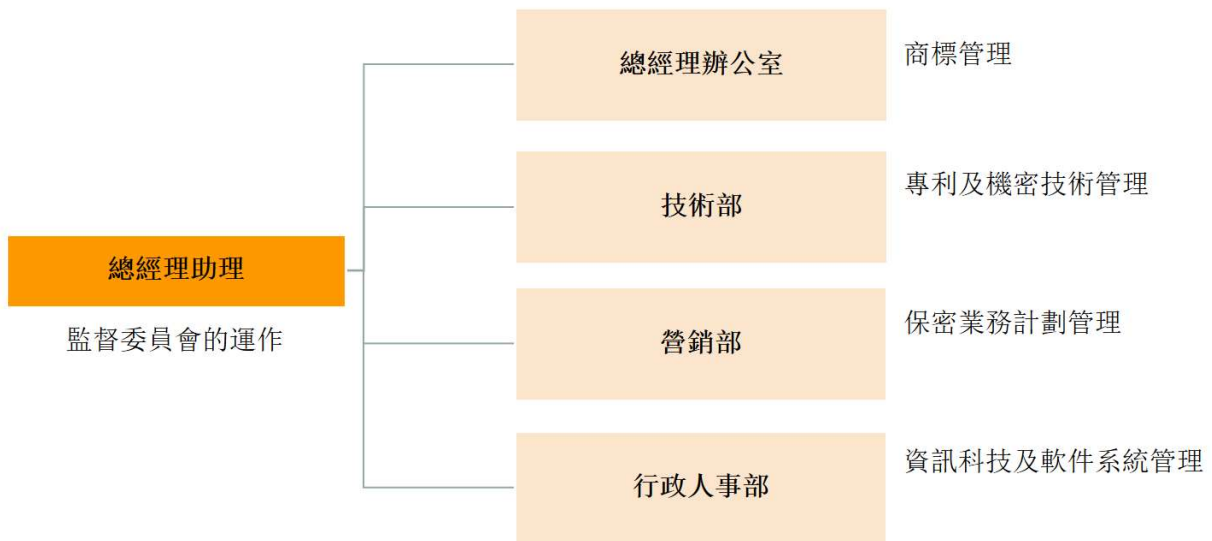 總經理辦公室
商標管理
技術部
專利及機密技術管理
總經理助理
監督委員會的運作
營銷部
保密業務計劃管理
行政人事部
資訊科技及軟件系統管理